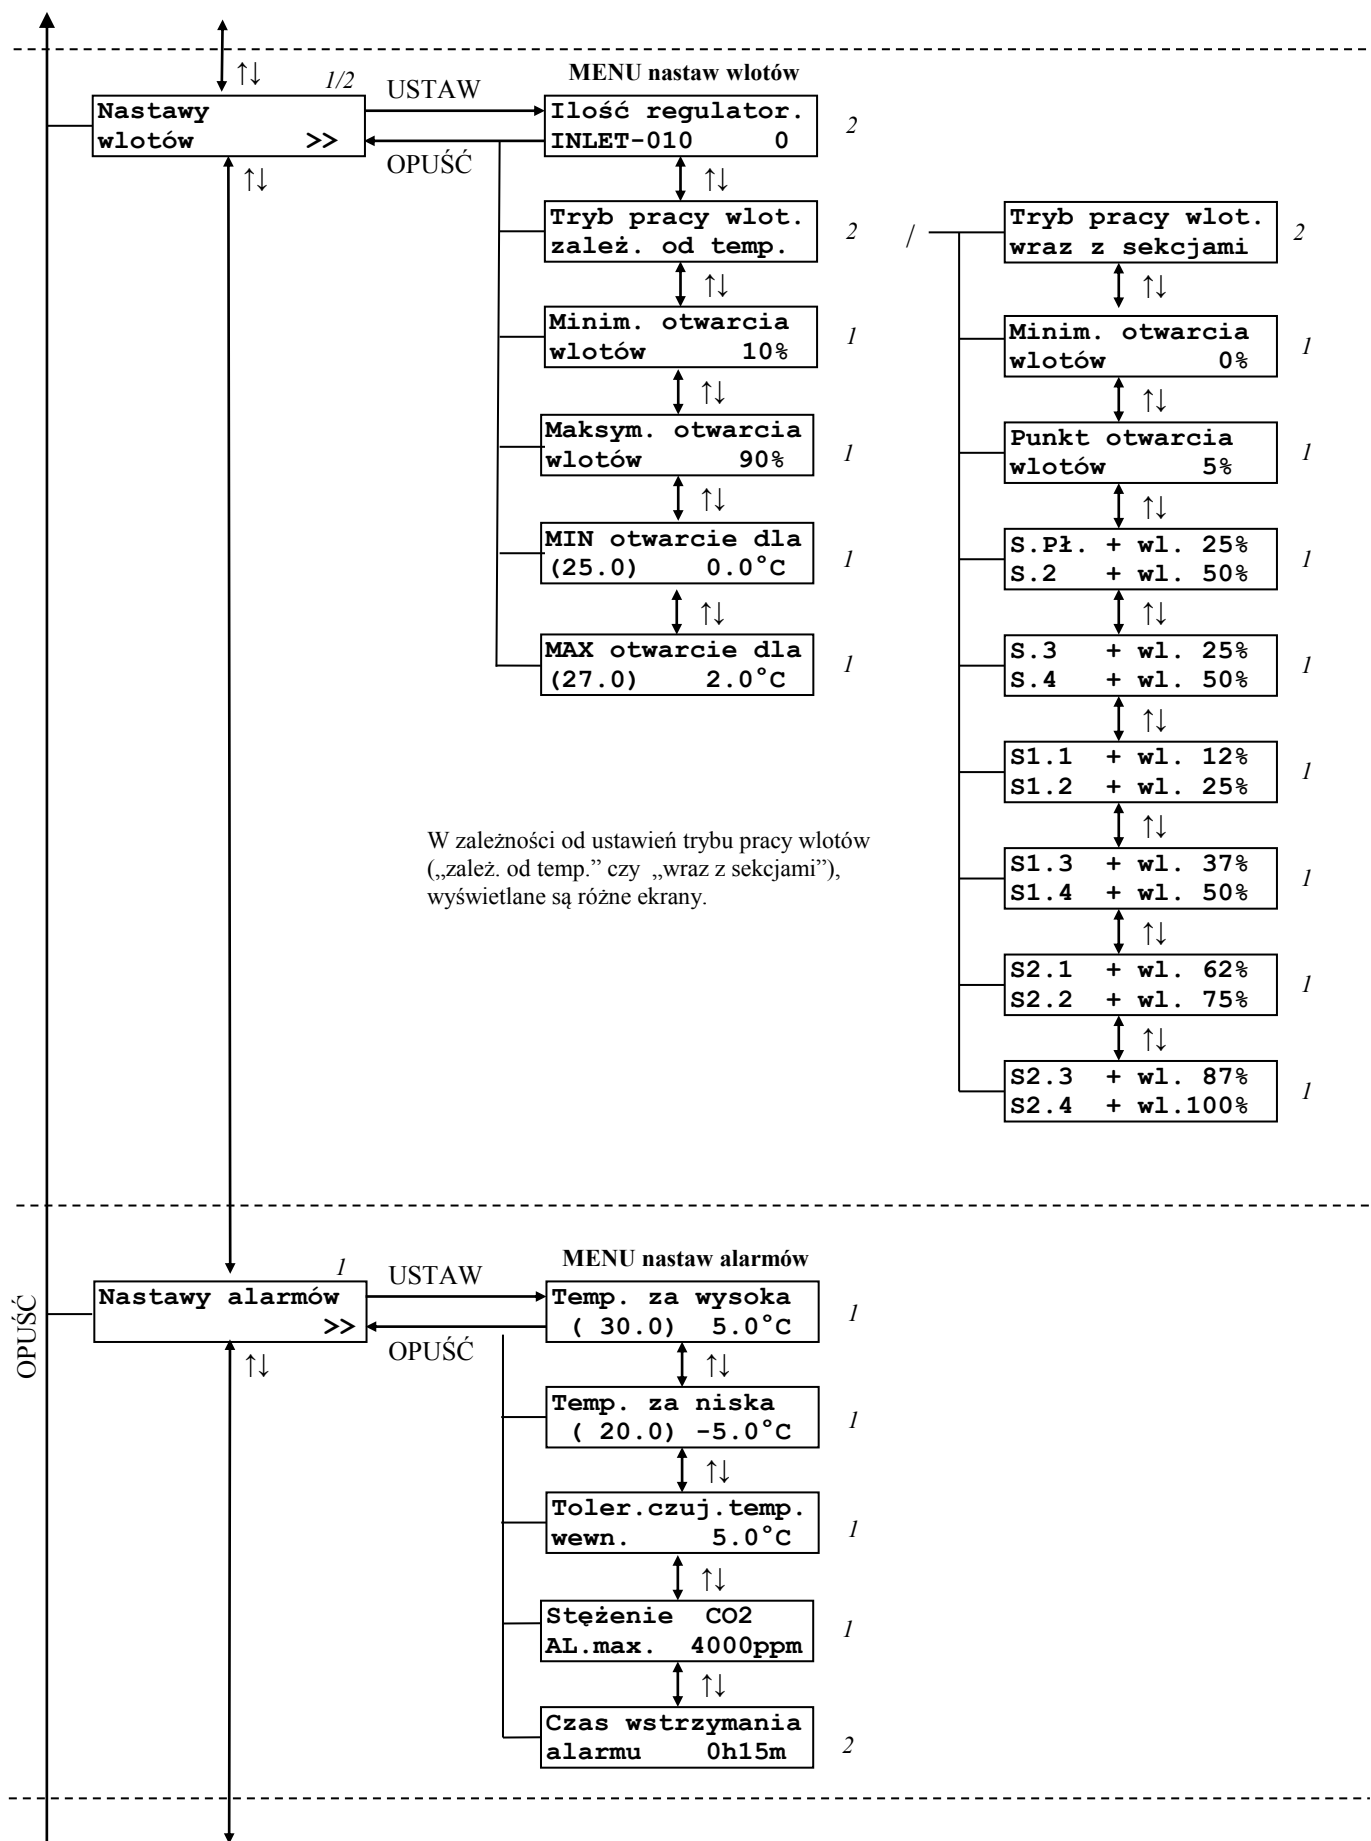 ↑↓
1/2
Nastawy
wlotów >>
↑↓
USTAW
OPUŚĆ
MENU nastaw wlotów
Ilość regulator.
INLET-010 0
2
↑↓
Tryb pracy wlot.
zależ. od temp.
2
↑↓
Minim. otwarcia
wlotów 10%
1
↑↓
Maksym. otwarcia
wlotów 90%
1
↑↓
MIN otwarcie dla
(25.0) 0.0°C
1
↑↓
MAX otwarcie dla
(27.0) 2.0°C
1
/
Tryb pracy wlot.
wraz z sekcjami
2
↑↓
Minim. otwarcia
wlotów 0%
1
↑↓
Punkt otwarcia
wlotów 5%
1
↑↓
S.Pł. + wl. 25%
S.2 + wl. 50%
1
↑↓
S.3 + wl. 25%
S.4 + wl. 50%
1
↑↓
S1.1 + wl. 12%
S1.2 + wl. 25%
1
↑↓
S1.3 + wl. 37%
S1.4 + wl. 50%
1
↑↓
S2.1 + wl. 62%
S2.2 + wl. 75%
1
↑↓
S2.3 + wl. 87%
S2.4 + wl.100%
1
W zależności od ustawień trybu pracy wlotów
(„zależ. od temp.” czy „wraz z sekcjami”),
wyświetlane są różne ekrany.
OPUŚĆ
1
Nastawy alarmów
>>
↑↓
USTAW
OPUŚĆ
MENU nastaw alarmów
Temp. za wysoka
( 30.0) 5.0°C
1
↑↓
Temp. za niska
( 20.0) -5.0°C
1
↑↓
Toler.czuj.temp.
wewn. 5.0°C
1
↑↓
Stężenie CO2
AL.max. 4000ppm
1
↑↓
Czas wstrzymania
alarmu 0h15m
2